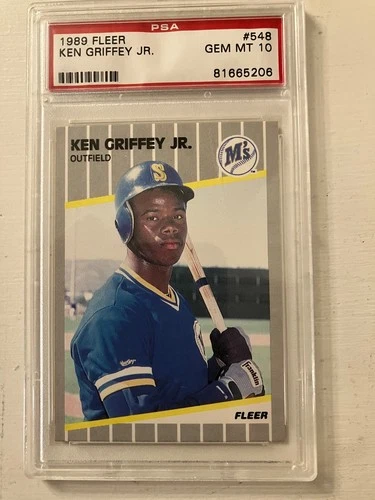 PSA
1989 FLEER #548
KEN GRIFFEY JR. GEM MT 10
81665206
KEN GRIFFEY JR.
OUTFIELD
M's
S
Franklin
FLEER